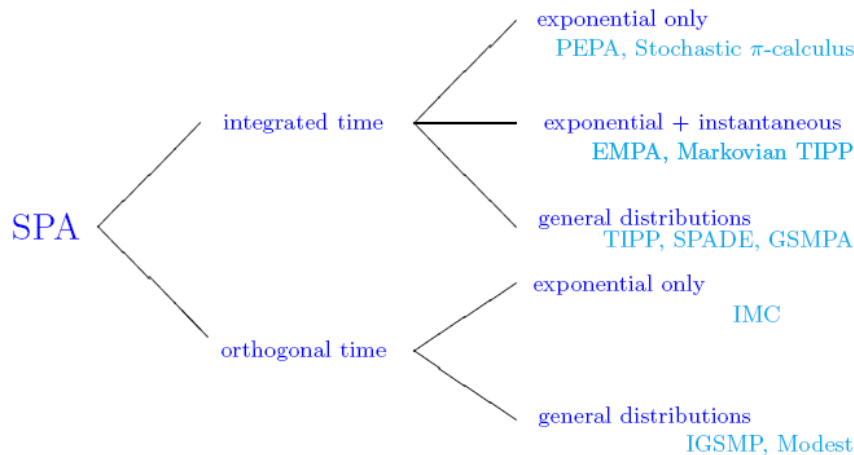 exponential only
PEPA, Stochastic π-calculus
integrated time
exponential + instantaneous
EMPA, Markovian TIPP
SPA
general distributions
TIPP, SPADE, GSMPA
exponential only
IMC
orthogonal time
general distributions
IGSMP, Modest